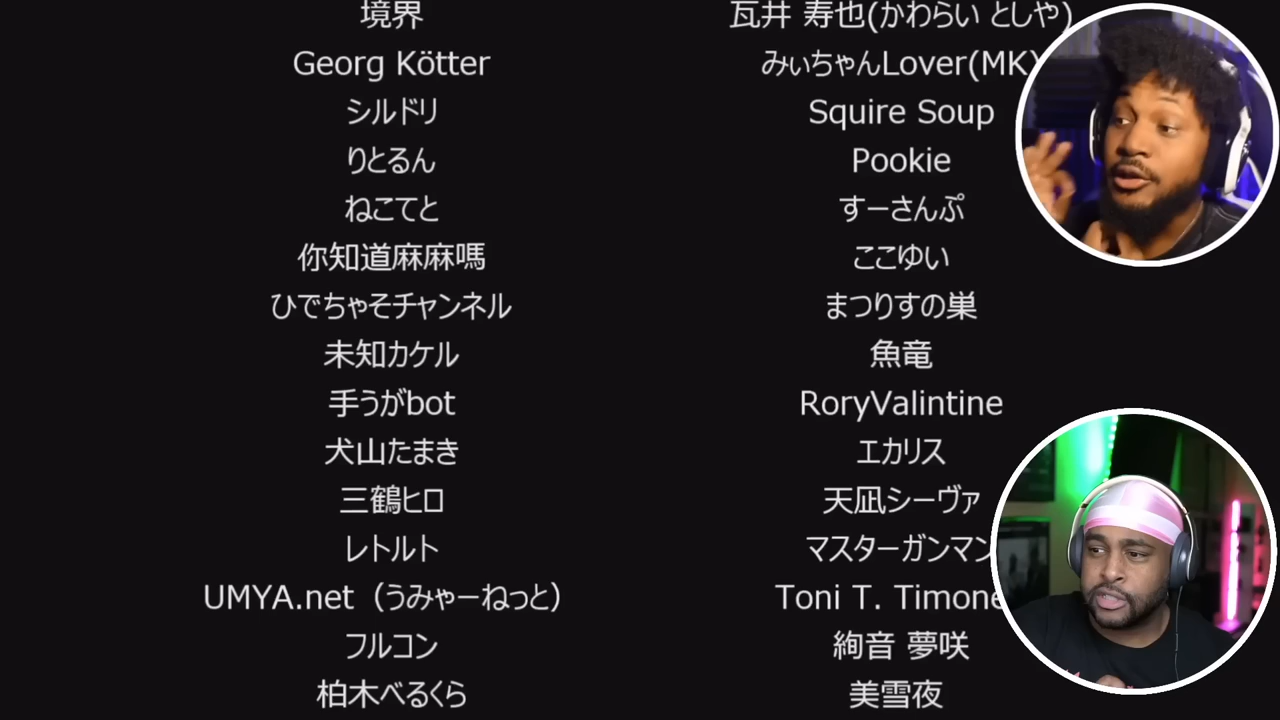 境界
瓦井 寿也(かわらい としや)
Georg Kötter
みぃちゃんLover(MK)
シルドリ
Squire Soup
りとるん
Pookie
ねこてと
すーさんぷ
你知道麻麻嗎
ここゆい
ひでちゃそチャンネル
まつりすの巣
未知カケル
魚竜
手うがbot
RoryValintine
犬山たまき
エカリス
三鶴ヒロ
天凪シーヴァ
レトルト
マスターガンマン
UMYA.net（うみゃーねっと）
Toni T. Timone
フルコン
絢音 夢咲
柏木べるくら
美雪夜